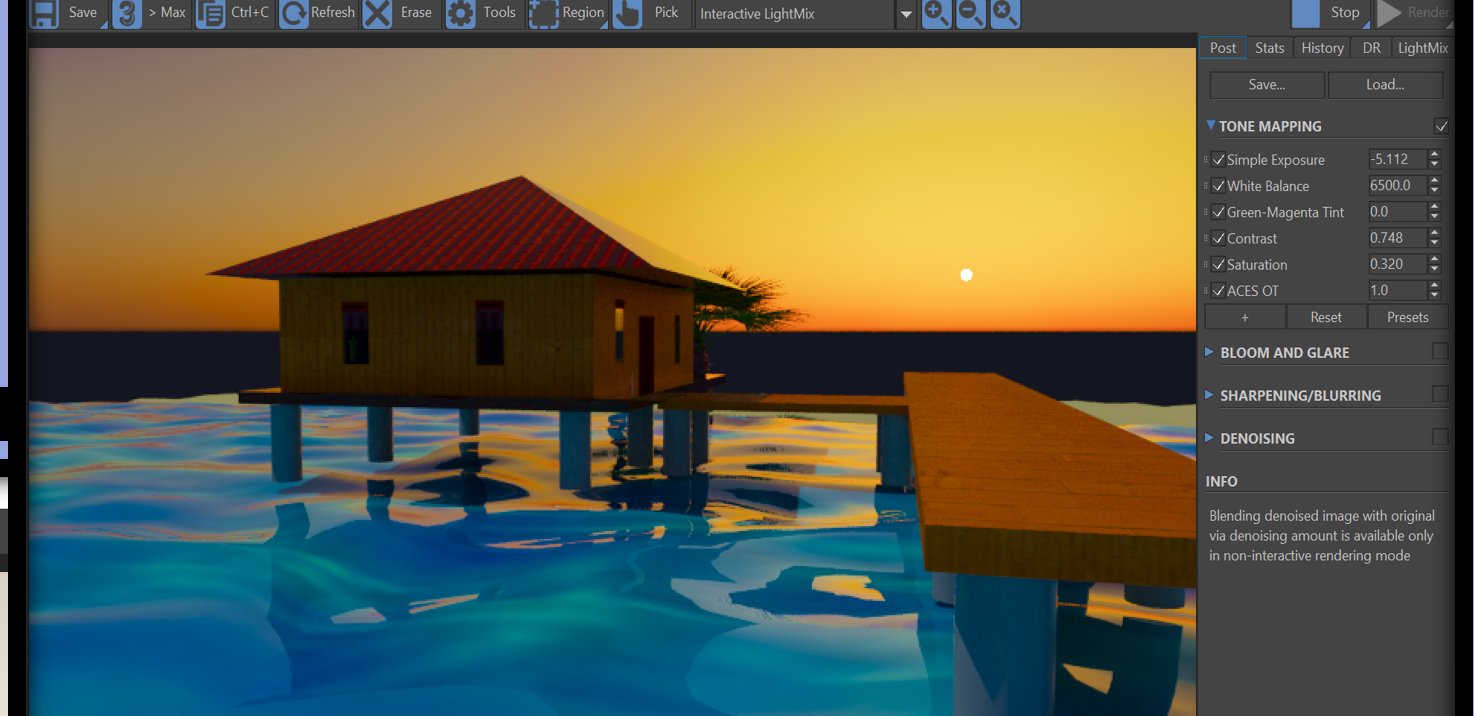 Save
3 > Max
Ctrl+C
Refresh
Erase
Tools
Region
Pick
Interactive LightMix
Stop
Render
Post Stats History DR LightMix
Save... Load...
TONE MAPPING
Simple Exposure -5.112
White Balance 6500.0
Green-Magenta Tint 0.0
Contrast 0.748
Saturation 0.320
ACES OT 1.0
+ Reset Presets
BLOOM AND GLARE
SHARPENING/BLURRING
DENOISING
INFO
Blending denoised image with original
via denoising amount is available only
in non-interactive rendering mode